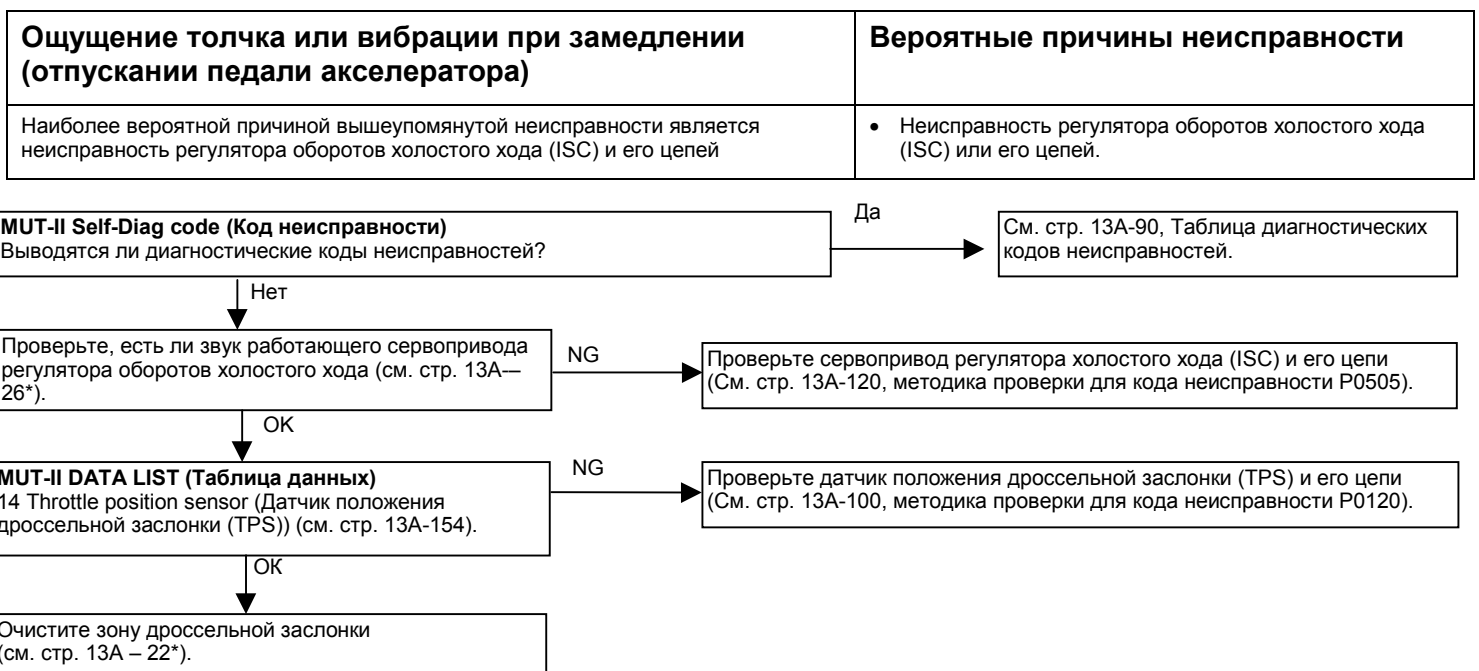 Ощущение толчка или вибрации при замедлении
(отпускании педали акселератора)
Вероятные причины неисправности
Наиболее вероятной причиной вышеупомянутой неисправности является
неисправность регулятора оборотов холостого хода (ISC) и его цепей
• Неисправность регулятора оборотов холостого хода
(ISC) или его цепей.
MUT-II Self-Diag code (Код неисправности)
Выводятся ли диагностические коды неисправностей?
Да
См. стр. 13A-90, Таблица диагностических
кодов неисправностей.
Нет
Проверьте, есть ли звук работающего сервопривода
регулятора оборотов холостого хода (см. стр. 13A-–
26*).
NG
Проверьте сервопривод регулятора холостого хода (ISC) и его цепи
(См. стр. 13A-120, методика проверки для кода неисправности P0505).
OK
MUT-II DATA LIST (Таблица данных)
14 Throttle position sensor (Датчик положения
дроссельной заслонки (TPS)) (см. стр. 13A-154).
NG
Проверьте датчик положения дроссельной заслонки (TPS) и его цепи
(См. стр. 13A-100, методика проверки для кода неисправности P0120).
OK
Очистите зону дроссельной заслонки
(см. стр. 13A – 22*).